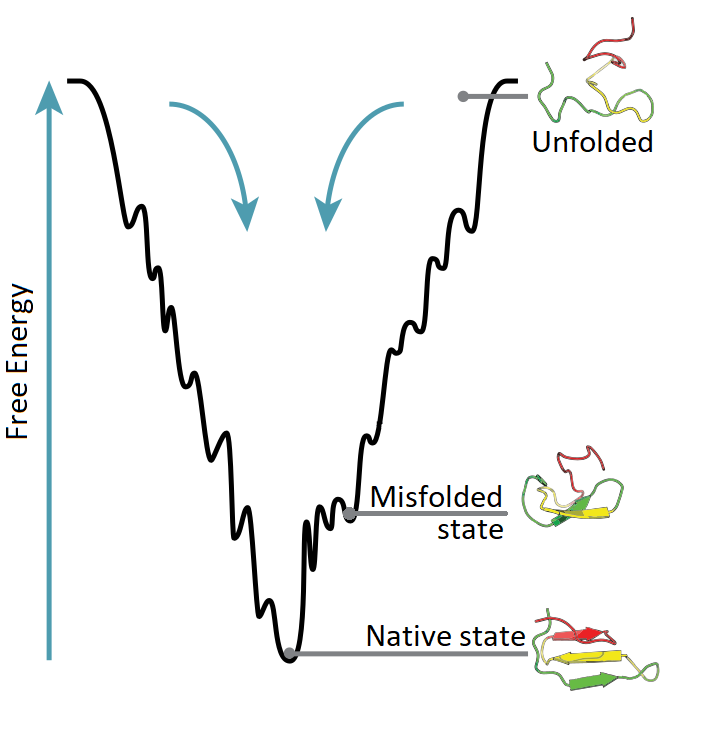 Unfolded
Free Energy
Misfolded
state
Native state